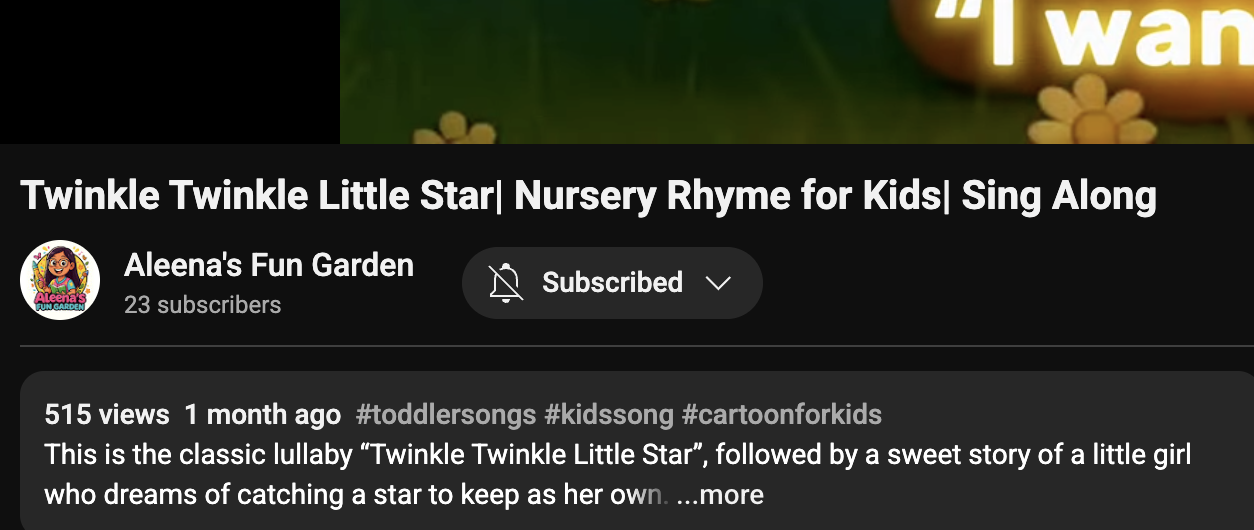 “I wan
Twinkle Twinkle Little Star| Nursery Rhyme for Kids| Sing Along
Aleena's Fun Garden
23 subscribers
Subscribed
Aleena's
FUN GARDEN
515 views 1 month ago #toddlersongs #kidssong #cartoonforkids
This is the classic lullaby “Twinkle Twinkle Little Star”, followed by a sweet story of a little girl
who dreams of catching a star to keep as her own. ...more